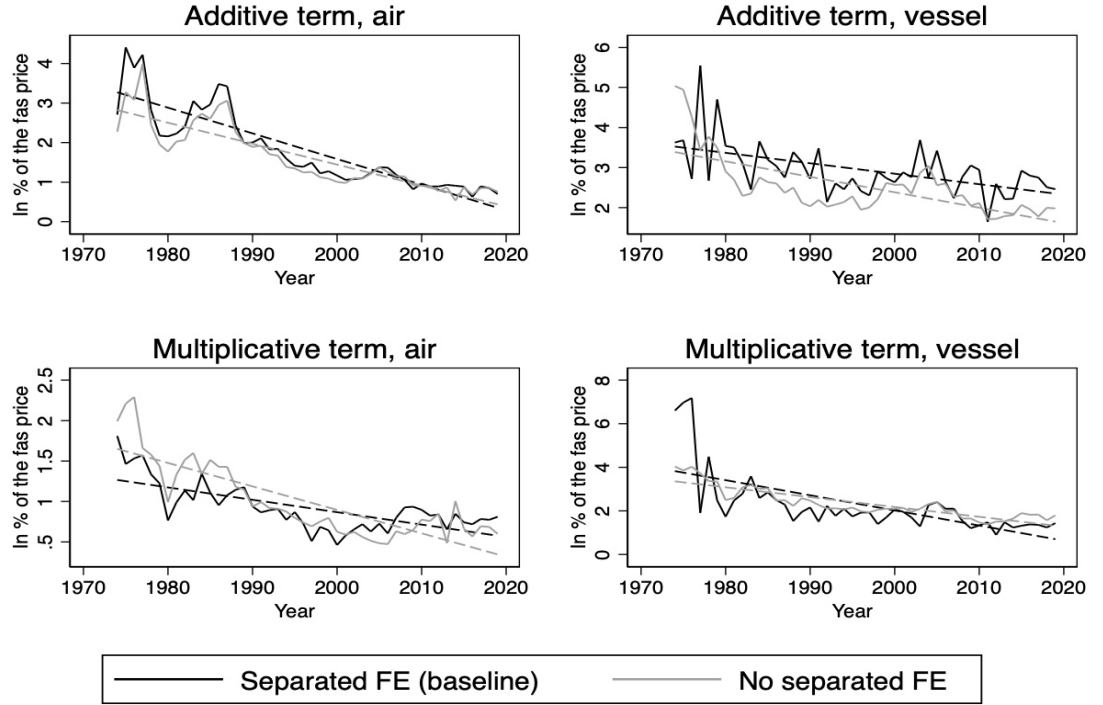 Additive term, air
In % of the fas price
4
3
2
1
0
1970 1980 1990 2000 2010 2020
Year
Additive term, vessel
In % of the fas price
6
5
4
3
2
1970 1980 1990 2000 2010 2020
Year
Multiplicative term, air
In % of the fas price
2.5
2
1.5
1
.5
1970 1980 1990 2000 2010 2020
Year
Multiplicative term, vessel
In % of the fas price
8
6
4
2
0
1970 1980 1990 2000 2010 2020
Year
Separated FE (baseline) No separated FE